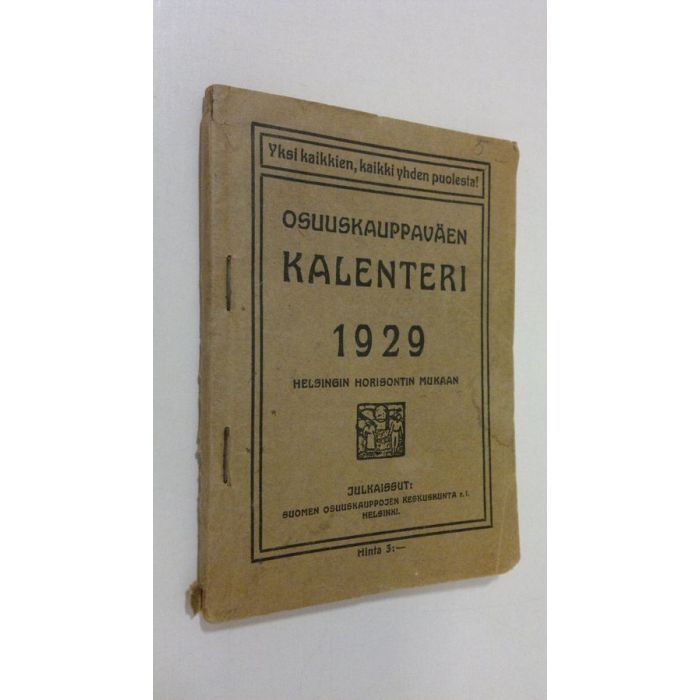 Yksi kaikkien, kaikki yhden puolesta!
OSUUSKAUPPAVÄEN
KALENTERI
1929
HELSINGIN HORISONTIN MUKAAN
JULKAISSUT:
SUOMEN OSUUSKAUPPOJEN KESKUSKUNTA r. l.
HELSINKI.
Hinta 3:—